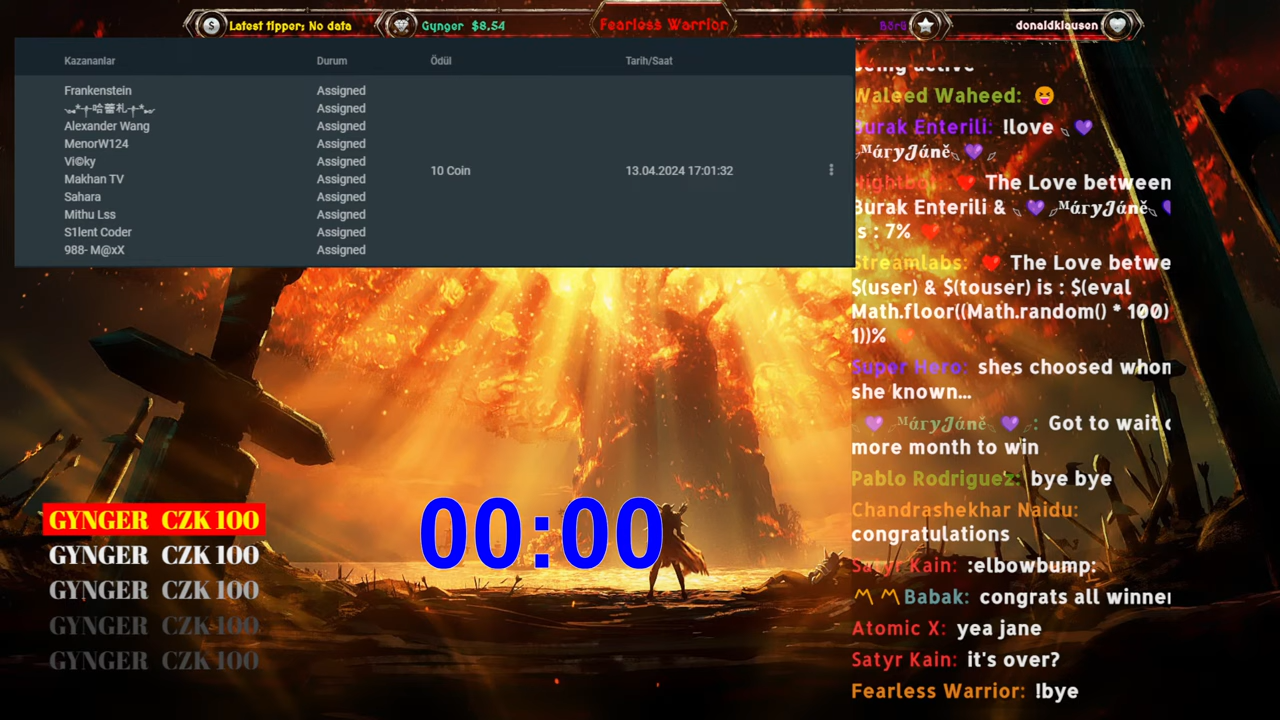 Latest tipper: No data
Gynger $8.54
Fearless Warrior
Börü
donaldklausen
Kazananlar Durum Ödül Tarih/Saat
Frankenstein Assigned
Assigned
Alexander Wang Assigned
MenorW124 Assigned
Vi©ky Assigned
10 Coin 13.04.2024 17:01:32
Makhan TV Assigned
Sahara Assigned
Mithu Lss Assigned
S1lent Coder Assigned
988- M@xX Assigned
being active
Waleed Waheed: 😝
Burak Enterili: !love 💜
ᴹáгy𝒥áně 💜
Nightbot: ❤️ The Love between
Burak Enterili & 💜 ᴹáгy𝒥áně 💜
is : 7% ❤️
Streamlabs: ❤️ The Love betwe
$(user) & $(touser) is : $(eval
Math.floor((Math.random() * 100)
1))%
Super Hero: shes choosed whom
she known...
💜 ᴹáгy𝒥áně 💜 : Got to wait
more month to win
Pablo Rodriguez: bye bye
Chandrashekhar Naidu:
congratulations
Satyr Kain: :elbowbump:
Babak: congrats all winner
Atomic X: yea jane
Satyr Kain: it's over?
Fearless Warrior: !bye
GYNGER CZK 100
GYNGER CZK 100
GYNGER CZK 100
GYNGER CZK 100
GYNGER CZK 100
00:00